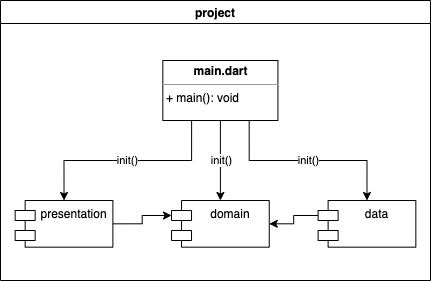 project
main.dart
+ main(): void
init()
init()
init()
presentation
domain
data